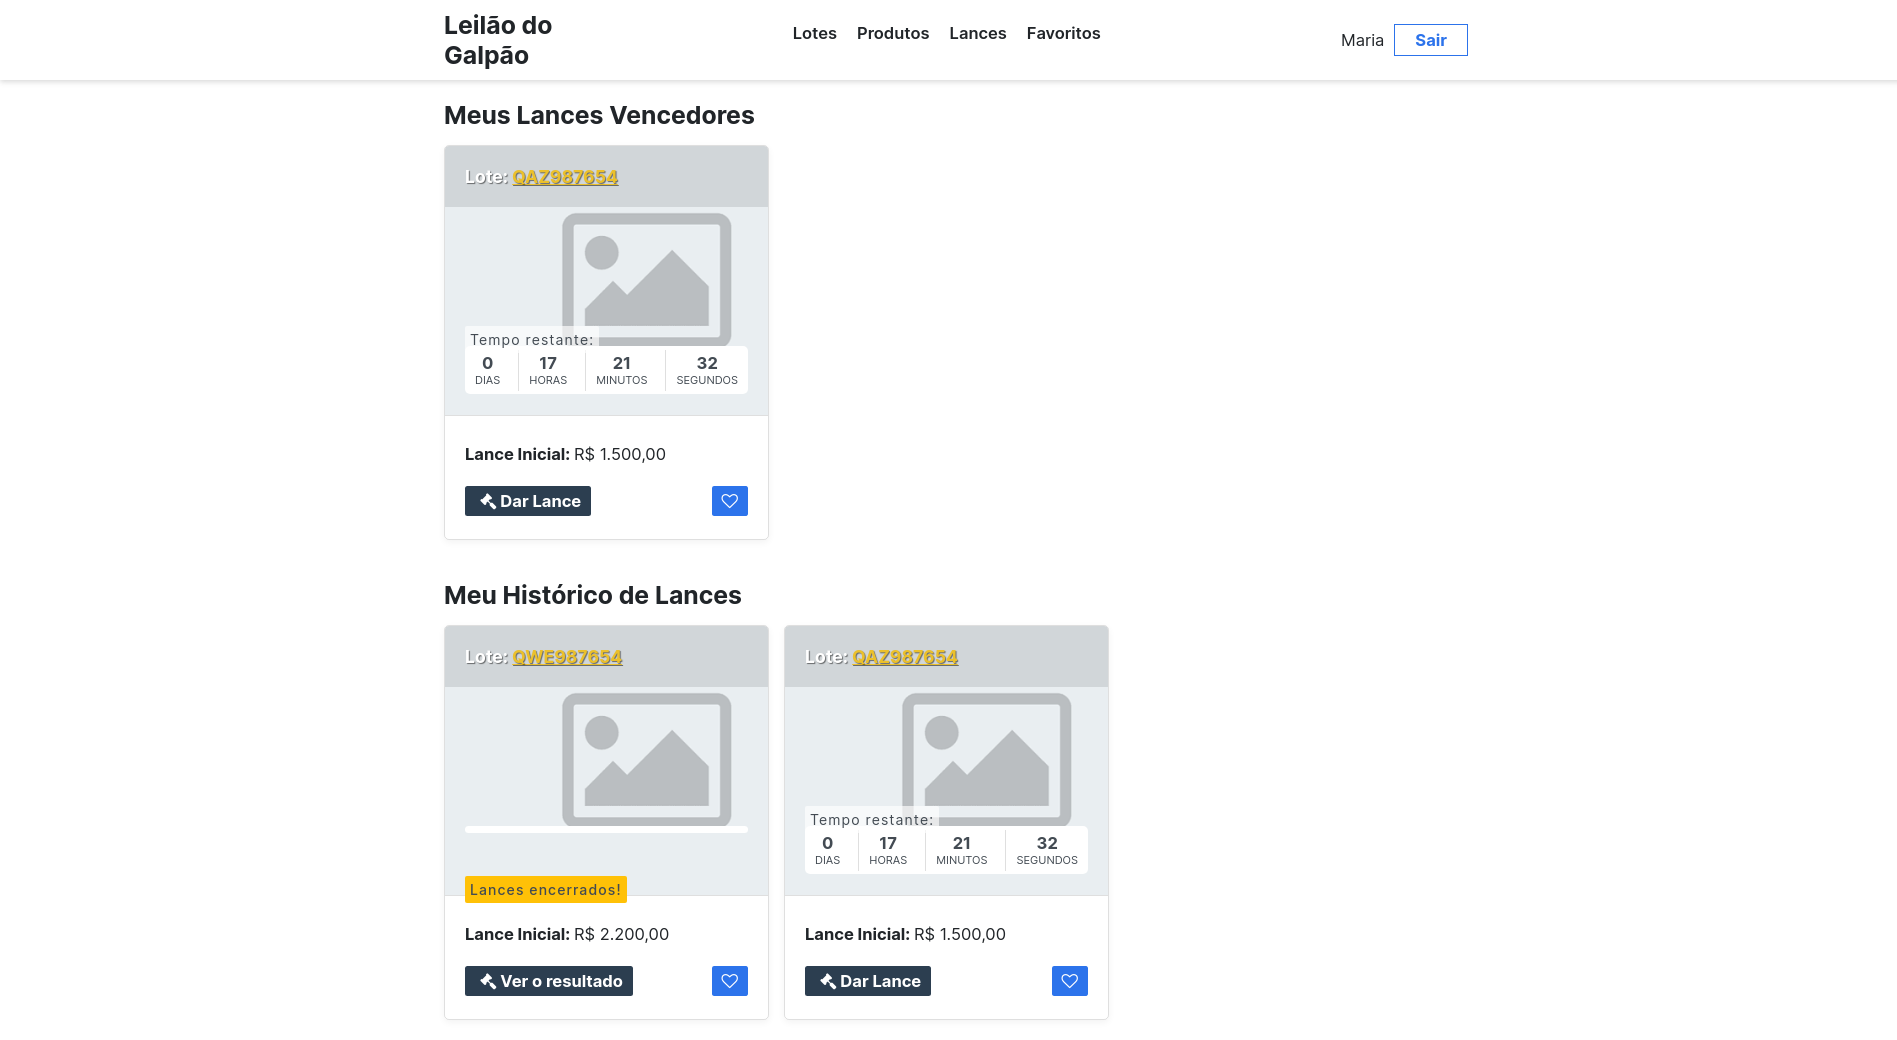 Leilão do
Galpão
Lotes Produtos Lances Favoritos
Maria Sair
Meus Lances Vencedores
Lote: QAZ987654
Tempo restante:
0 17 21 32
DIAS HORAS MINUTOS SEGUNDOS
Lance Inicial: R$ 1.500,00
Dar Lance
Meu Histórico de Lances
Lote: QWE987654
Lances encerrados!
Lance Inicial: R$ 2.200,00
Ver o resultado
Lote: QAZ987654
Tempo restante:
0 17 21 32
DIAS HORAS MINUTOS SEGUNDOS
Lance Inicial: R$ 1.500,00
Dar Lance